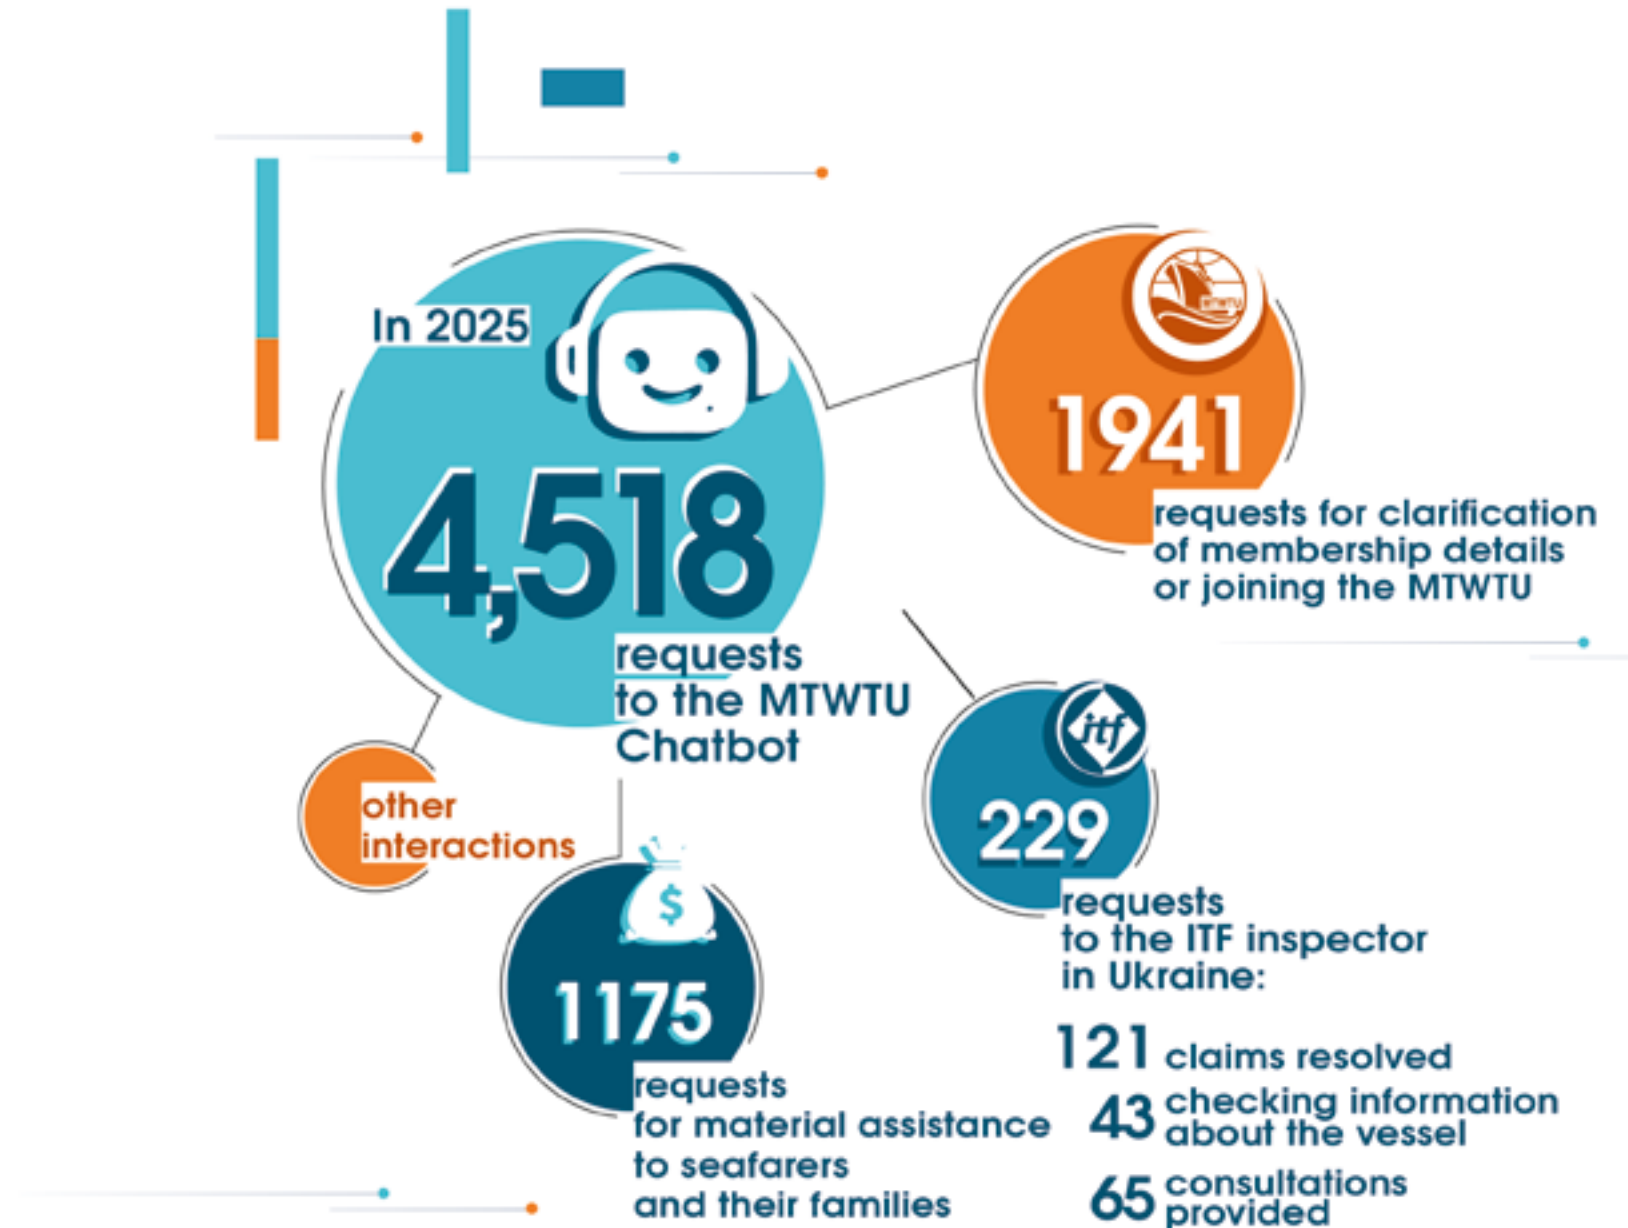 In 2025
4,518
requests
to the MTWTU
Chatbot
MTWTU
1941
requests for clarification
of membership details
or joining the MTWTU
itf
229
requests
to the ITF inspector
in Ukraine:
121 claims resolved
43 checking information
about the vessel
65 consultations
provided
other
interactions
$
1175
requests
for material assistance
to seafarers
and their families